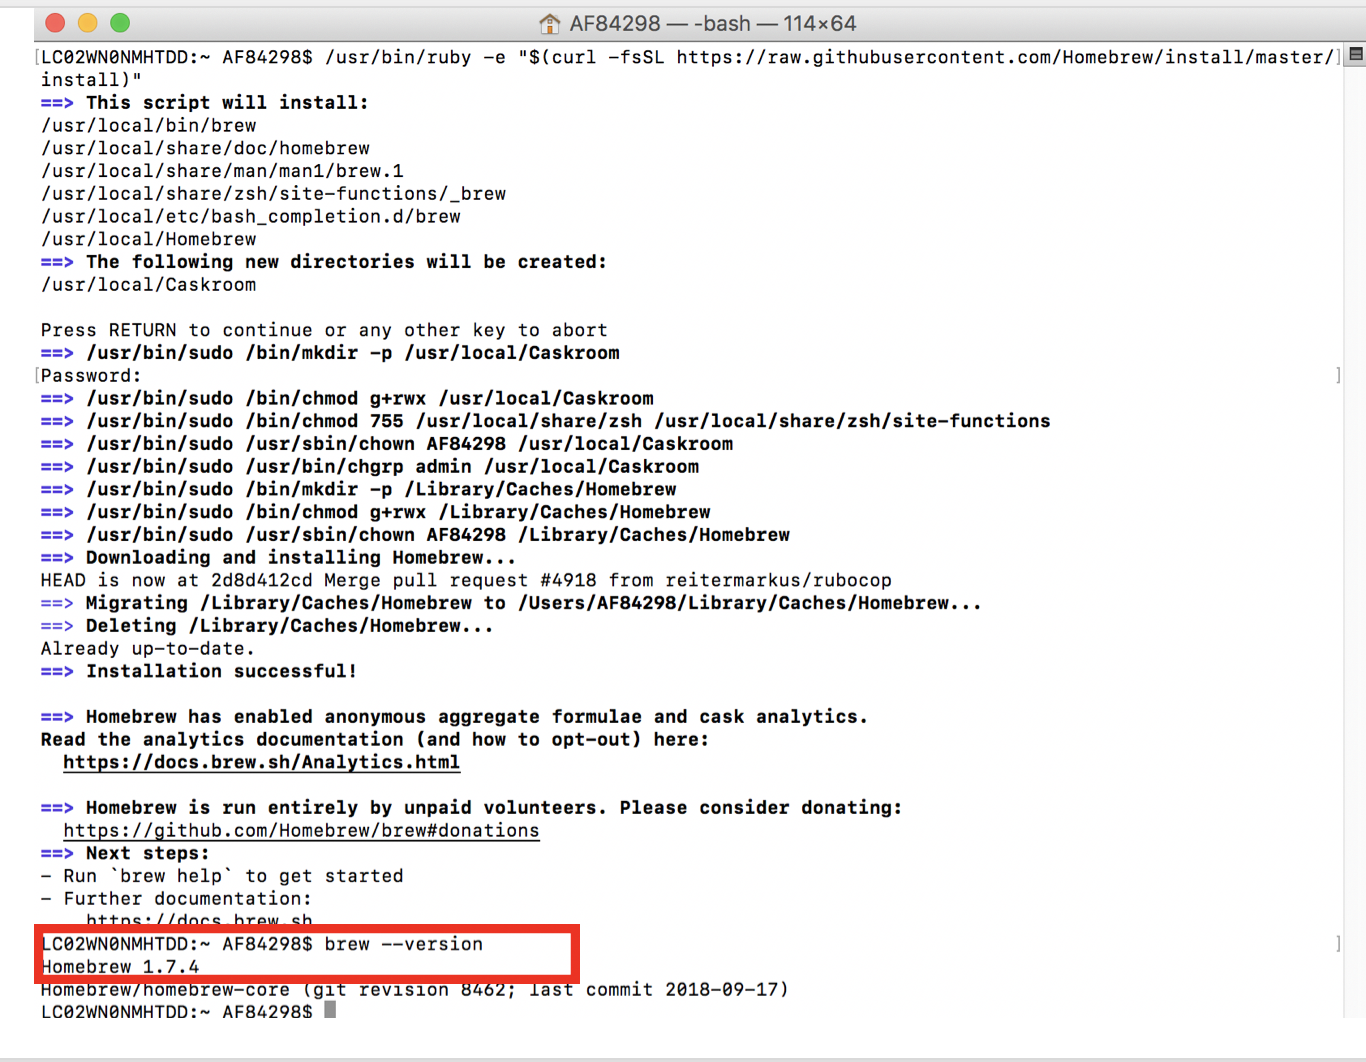 AF84298 — -bash — 114×64
[LC02WN0NMHTDD:~ AF84298$ /usr/bin/ruby -e "$(curl -fsSL https://raw.githubusercontent.com/Homebrew/install/master/]
install)"
==> This script will install:
/usr/local/bin/brew
/usr/local/share/doc/homebrew
/usr/local/share/man/man1/brew.1
/usr/local/share/zsh/site-functions/_brew
/usr/local/etc/bash_completion.d/brew
/usr/local/Homebrew
==> The following new directories will be created:
/usr/local/Caskroom
Press RETURN to continue or any other key to abort
==> /usr/bin/sudo /bin/mkdir -p /usr/local/Caskroom
[Password: ]
==> /usr/bin/sudo /bin/chmod g+rwx /usr/local/Caskroom
==> /usr/bin/sudo /bin/chmod 755 /usr/local/share/zsh /usr/local/share/zsh/site-functions
==> /usr/bin/sudo /usr/sbin/chown AF84298 /usr/local/Caskroom
==> /usr/bin/sudo /usr/bin/chgrp admin /usr/local/Caskroom
==> /usr/bin/sudo /bin/mkdir -p /Library/Caches/Homebrew
==> /usr/bin/sudo /bin/chmod g+rwx /Library/Caches/Homebrew
==> /usr/bin/sudo /usr/sbin/chown AF84298 /Library/Caches/Homebrew
==> Downloading and installing Homebrew...
HEAD is now at 2d8d412cd Merge pull request #4918 from reitermarkus/rubocop
==> Migrating /Library/Caches/Homebrew to /Users/AF84298/Library/Caches/Homebrew...
==> Deleting /Library/Caches/Homebrew...
Already up-to-date.
==> Installation successful!
==> Homebrew has enabled anonymous aggregate formulae and cask analytics.
Read the analytics documentation (and how to opt-out) here:
https://docs.brew.sh/Analytics.html
==> Homebrew is run entirely by unpaid volunteers. Please consider donating:
https://github.com/Homebrew/brew#donations
==> Next steps:
- Run `brew help` to get started
- Further documentation:
https://docs.brew.sh
LC02WN0NMHTDD:~ AF84298$ brew --version ]
Homebrew 1.7.4
Homebrew/homebrew-core (git revision 8462; last commit 2018-09-17)
LC02WN0NMHTDD:~ AF84298$